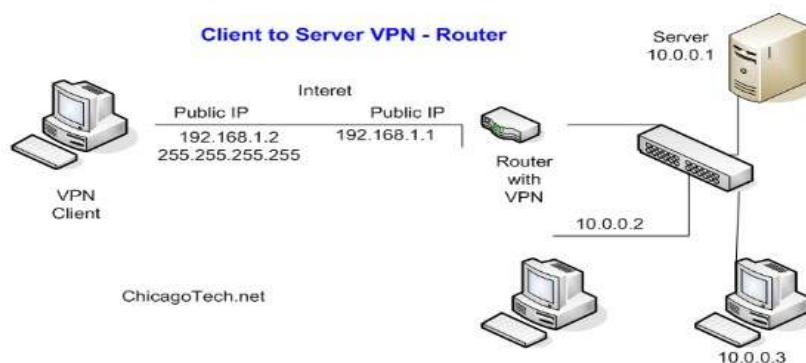 Client to Server VPN - Router
Server
10.0.0.1
Interet
Public IP
Public IP
192.168.1.2
192.168.1.1
255.255.255.255
Router
with
VPN
VPN
Client
10.0.0.2
ChicagoTech.net
10.0.0.3